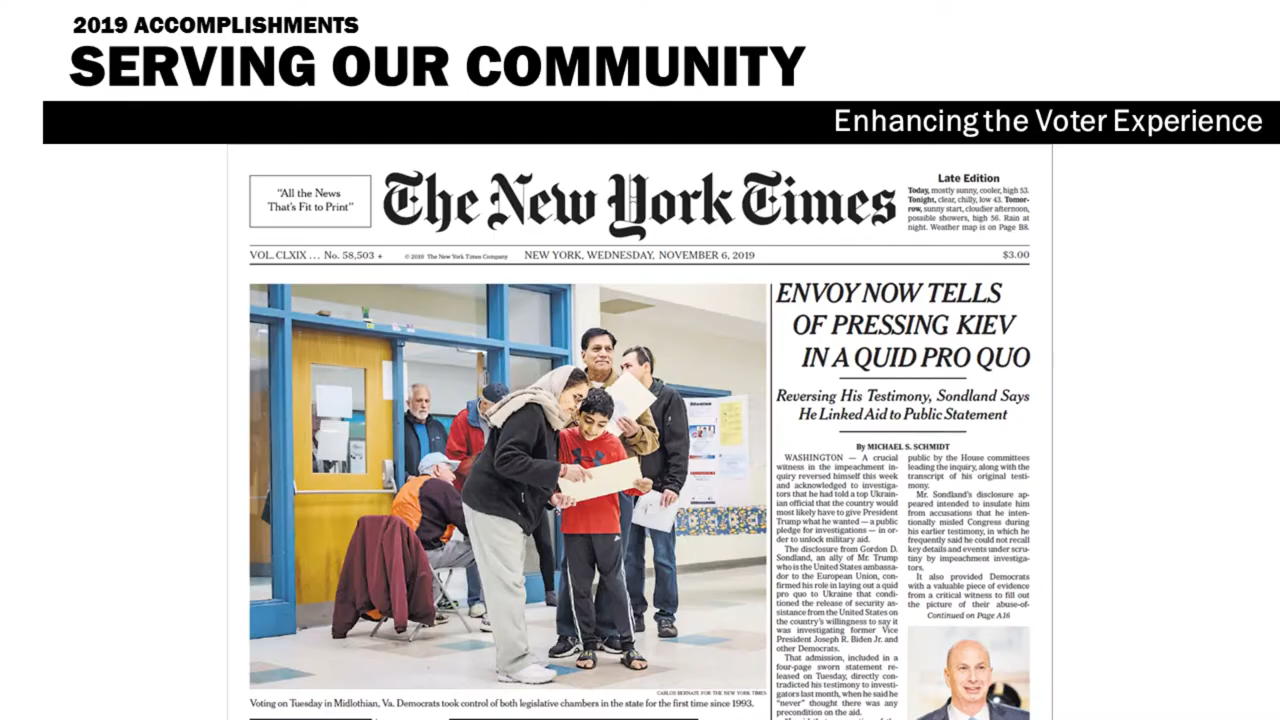 2019 ACCOMPLISHMENTS
SERVING OUR COMMUNITY
Enhancing the Voter Experience
"All the News
That's Fit to Print"
The New York Times
Late Edition
Today, mostly sunny, cooler, high 53.
Tonight, clear, chilly, low 43. Tomor-
row, sunny start, cloudier afternoon,
possible showers, high 56. Rain at
night. Weather map is on Page B8.
VOL. CLXIX ... No. 58,503 +
© 2019 The New York Times Company
NEW YORK, WEDNESDAY, NOVEMBER 6, 2019
$3.00
ENVOY NOW TELLS
OF PRESSING KIEV
IN A QUID PRO QUO
Reversing His Testimony, Sondland Says
He Linked Aid to Public Statement
By MICHAEL S. SCHMIDT
WASHINGTON — A crucial
witness in the impeachment in-
quiry reversed himself this week
and acknowledged to investiga-
tors that he had told a top Ukrain-
ian official that the country would
most likely have to give President
Trump what he wanted — a public
pledge for investigations — in or-
der to unlock military aid.
The disclosure from Gordon D.
Sondland, an ally of Mr. Trump
who is the United States ambassa-
dor to the European Union, con-
firmed his role in laying out a quid
pro quo to Ukraine that condi-
tioned the release of security as-
sistance from the United States on
the country's willingness to say it
was investigating former Vice
President Joseph R. Biden Jr. and
other Democrats.
That admission, included in a
four-page sworn statement re-
leased on Tuesday, directly con-
tradicted his testimony to investi-
gators last month, when he said he
"never" thought there was any
precondition on the aid.
public by the House committees
leading the inquiry, along with the
transcript of his original testi-
mony.
Mr. Sondland's disclosure ap-
peared intended to insulate him
from accusations that he inten-
tionally misled Congress during
his earlier testimony, in which he
frequently said he could not recall
key details and events under scru-
tiny by impeachment investiga-
tors.
It also provided Democrats
with a valuable piece of evidence
from a critical witness to fill out
the picture of their abuse-of-
Continued on Page A16
CARLOS BERNATE FOR THE NEW YORK TIMES
Voting on Tuesday in Midlothian, Va. Democrats took control of both legislative chambers in the state for the first time since 1993.